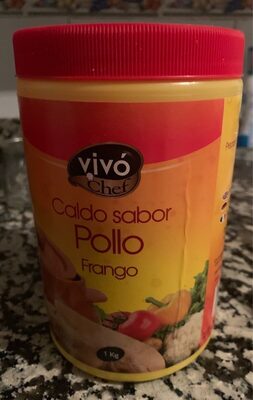 vivó
Chef
Caldo sabor
Pollo
Frango
1 Kg